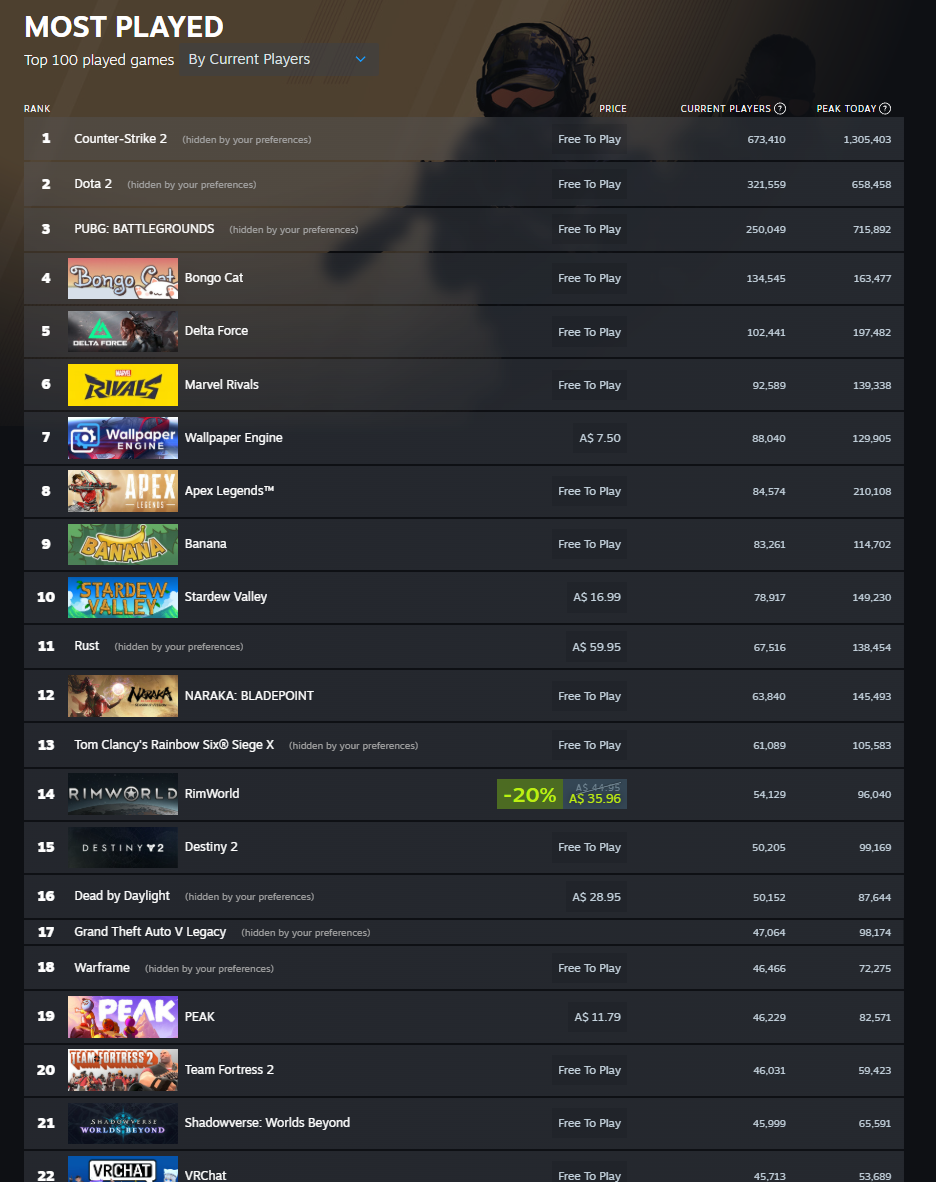 MOST PLAYED
Top 100 played games By Current Players
RANK PRICE CURRENT PLAYERS ? PEAK TODAY ?
1 Counter-Strike 2 (hidden by your preferences) Free To Play 673,410 1,305,403
2 Dota 2 (hidden by your preferences) Free To Play 321,559 658,458
3 PUBG: BATTLEGROUNDS (hidden by your preferences) Free To Play 250,049 715,892
4 Bongo Cat Bongo Cat Free To Play 134,545 163,477
5 DELTA FORCE Delta Force Free To Play 102,441 197,482
6 MARVEL RIVALS Marvel Rivals Free To Play 92,589 139,338
7 Wallpaper ENGINE Wallpaper Engine A$ 7.50 88,040 129,905
8 APEX LEGENDS Apex Legends™ Free To Play 84,574 210,108
9 BANANA Banana Free To Play 83,261 114,702
10 STARDEW VALLEY Stardew Valley A$ 16.99 78,917 149,230
11 Rust (hidden by your preferences) A$ 59.95 67,516 138,454
12 NARAKA NARAKA: BLADEPOINT Free To Play 63,840 145,493
13 Tom Clancy's Rainbow Six® Siege X (hidden by your preferences) Free To Play 61,089 105,583
14 RIMWORLD RimWorld -20% A$ 44.95 A$ 35.96 54,129 96,040
15 DESTINY 2 Destiny 2 Free To Play 50,205 99,169
16 Dead by Daylight (hidden by your preferences) A$ 28.95 50,152 87,644
17 Grand Theft Auto V Legacy (hidden by your preferences) 47,064 98,174
18 Warframe (hidden by your preferences) Free To Play 46,466 72,275
19 PEAK PEAK A$ 11.79 46,229 82,571
20 TEAM FORTRESS 2 Team Fortress 2 Free To Play 46,031 59,423
21 SHADOWVERSE WORLDS BEYOND Shadowverse: Worlds Beyond Free To Play 45,999 65,591
22 VRCHAT VRChat Free To Play 45,713 53,689